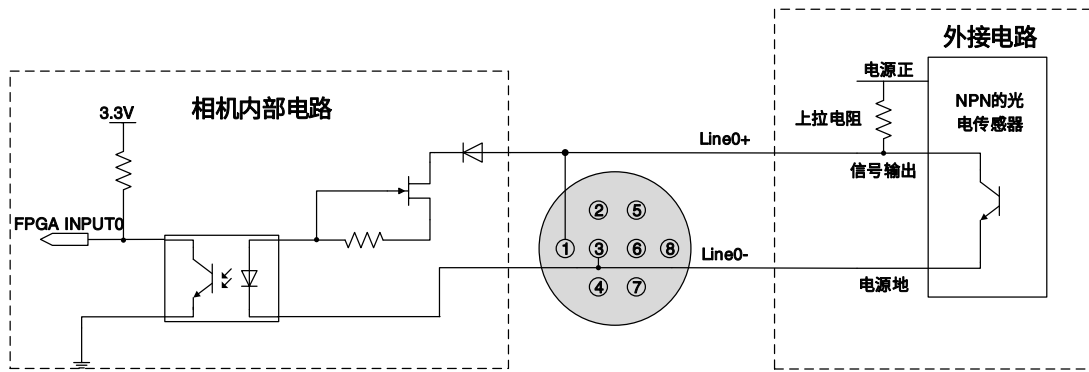 外接电路
相机内部电路
电源正
3.3V
上拉电阻
NPN的光
电传感器
Line0+
信号输出
FPGA INPUT0
② ⑤
① ③ ⑥ ⑧
④ ⑦
Line0-
电源地